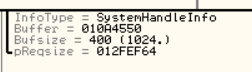 InfoType = SystemHandleInfo
Buffer = 010A4550
Bufsize = 400 (1024.)
pReqsize = 012FEF64